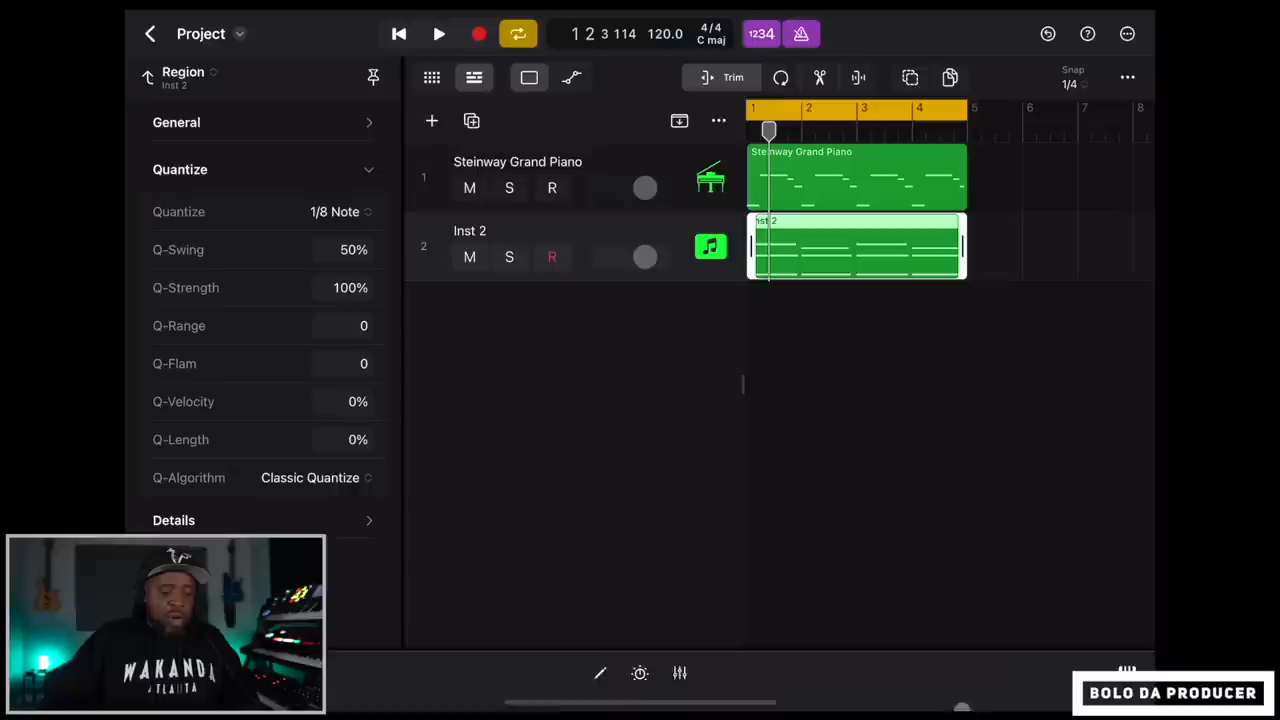 Project
1 2 3 114 120.0 4/4 C maj
1234
Region
Inst 2
General
Quantize
Quantize 1/8 Note
Q-Swing 50%
Q-Strength 100%
Q-Range 0
Q-Flam 0
Q-Velocity 0%
Q-Length 0%
Q-Algorithm Classic Quantize
Details
Trim
Snap
1/4
1 2 3 4 5 6 7 8
1 Steinway Grand Piano
M S R
Steinway Grand Piano
2 Inst 2
M S R
Inst 2
WAKANDA
ATLANTA
BOLO DA PRODUCER